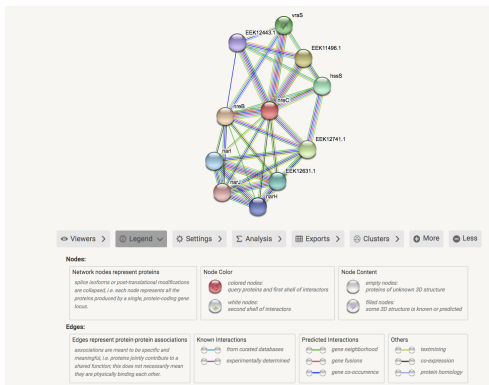 vraS
EEK12443.1
EEK11496.1
hssS
nreC
nreB
EEK12741.1
narI
EEK12631.1
narJ
narH
Viewers
Legend
Settings
Analysis
Exports
Clusters
More
Less
Nodes:
Network nodes represent proteins
splice isoforms or post-translational modifications
are collapsed, i.e. each node represents all the
proteins produced by a single, protein-coding gene
locus.
Node Color
colored nodes:
query proteins and first shell of interactors
white nodes:
second shell of interactors
Node Content
empty nodes:
proteins of unknown 3D structure
filled nodes:
some 3D structure is known or predicted
Edges:
Edges represent protein-protein associations
associations are meant to be specific and
meaningful, i.e. proteins jointly contribute to a
shared function; this does not necessarily mean
they are physically binding each other.
Known Interactions
from curated databases
experimentally determined
Predicted Interactions
gene neighborhood
gene fusions
gene co-occurrence
Others
textmining
co-expression
protein homology